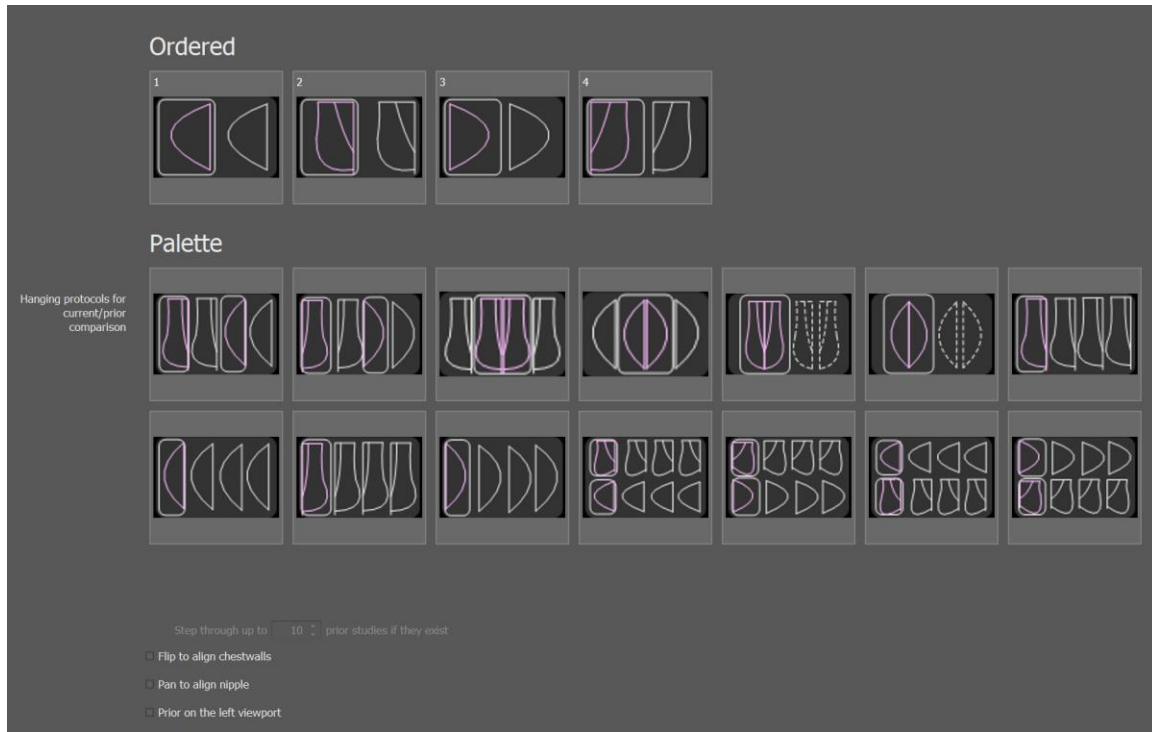 Ordered
1
2
3
4
Palette
Hanging protocols for
current/prior
comparison
Step through up to 10 prior studies if they exist
Flip to align chestwalls
Pan to align nipple
Prior on the left viewport